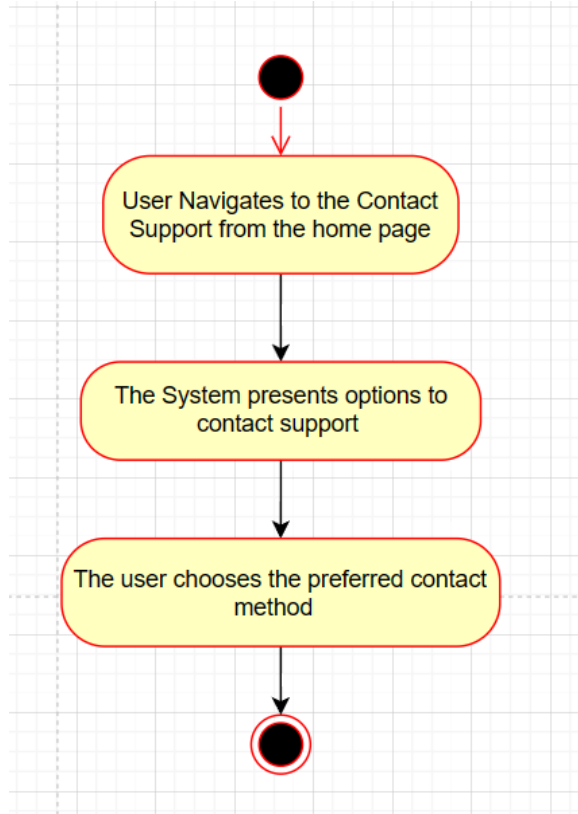 User Navigates to the Contact
Support from the home page
The System presents options to
contact support
The user chooses the preferred contact
method